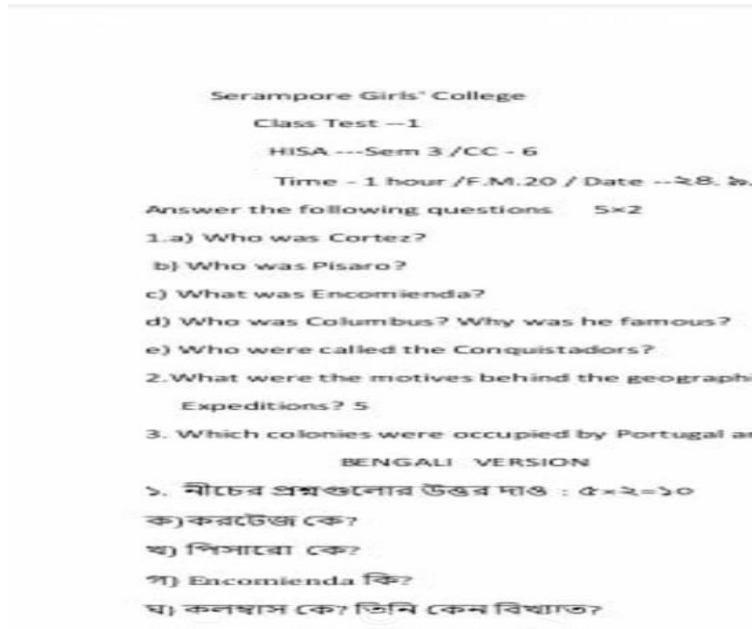 Serampore Girls' College
Class Test --1
HISA ---Sem 3 /CC - 6
Time - 1 hour /F.M.20 / Date --২৪. ৯.
Answer the following questions 5×2
1.a) Who was Cortez?
b) Who was Pisaro?
c) What was Encomienda?
d) Who was Columbus? Why was he famous?
e) Who were called the Conquistadors?
2.What were the motives behind the geographi
Expeditions? 5
3. Which colonies were occupied by Portugal a
BENGALI VERSION
১. নীচের প্রশ্নগুলোর উত্তর দাও : ৫×২=১০
ক)করটেজ কে?
খ) পিসারো কে?
গ) Encomienda কি?
ঘ) কলম্বাস কে? তিনি কেন বিখ্যাত?